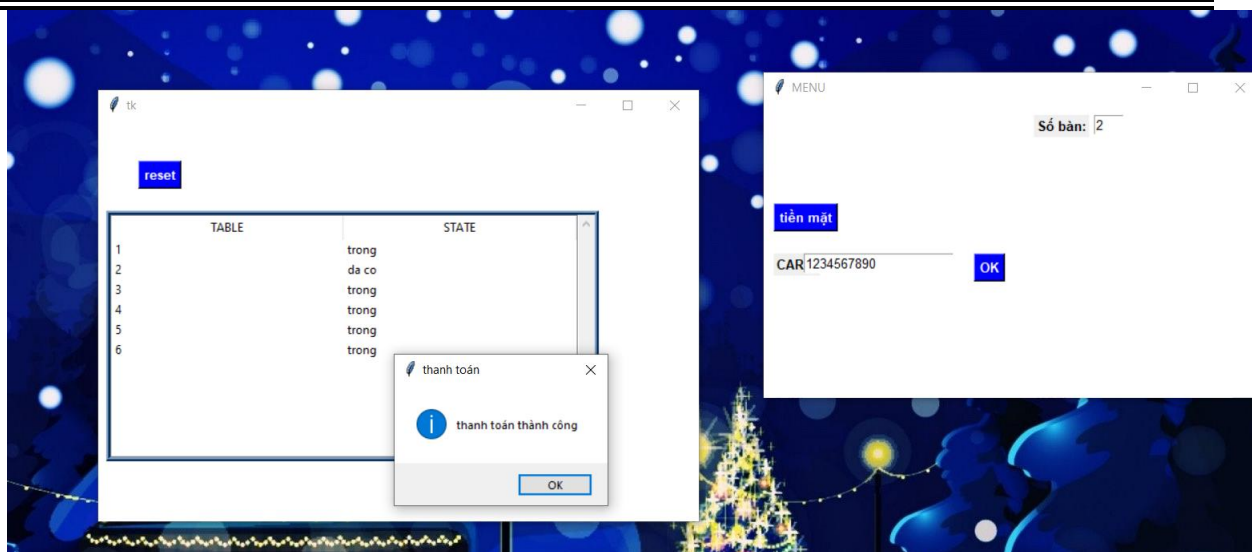 tk
reset
TABLE STATE
1 trong
2 da co
3 trong
4 trong
5 trong
6 trong
thanh toán
thanh toán thành công
OK
MENU
Số bàn: 2
tiền mặt
CAR 1234567890 OK